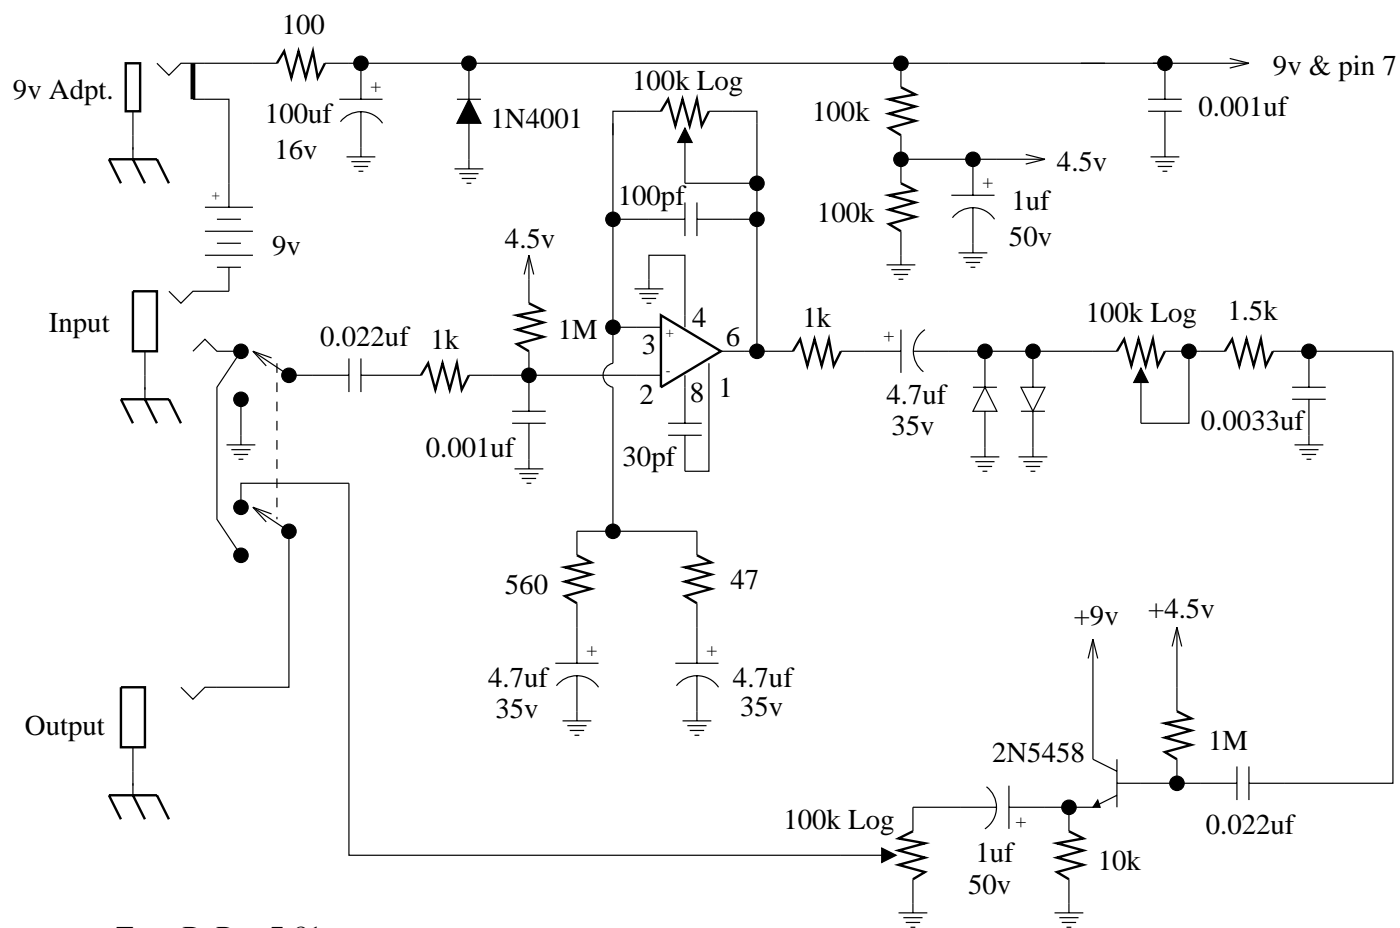 100
9v Adpt.
+
100uf
16v
1N4001
100k Log
100k
0.001uf
9v & pin 7
4.5v
100k
+
1uf
50v
100pf
+
9v
4.5v
1M
Input
0.022uf
1k
0.001uf
4
+
3
-
2
6
8
1
30pf
1k
+
4.7uf
35v
100k Log
1.5k
0.0033uf
560
47
+
4.7uf
35v
+
4.7uf
35v
Output
+9v
+4.5v
2N5458
1M
0.022uf
100k Log
+
1uf
50v
10k